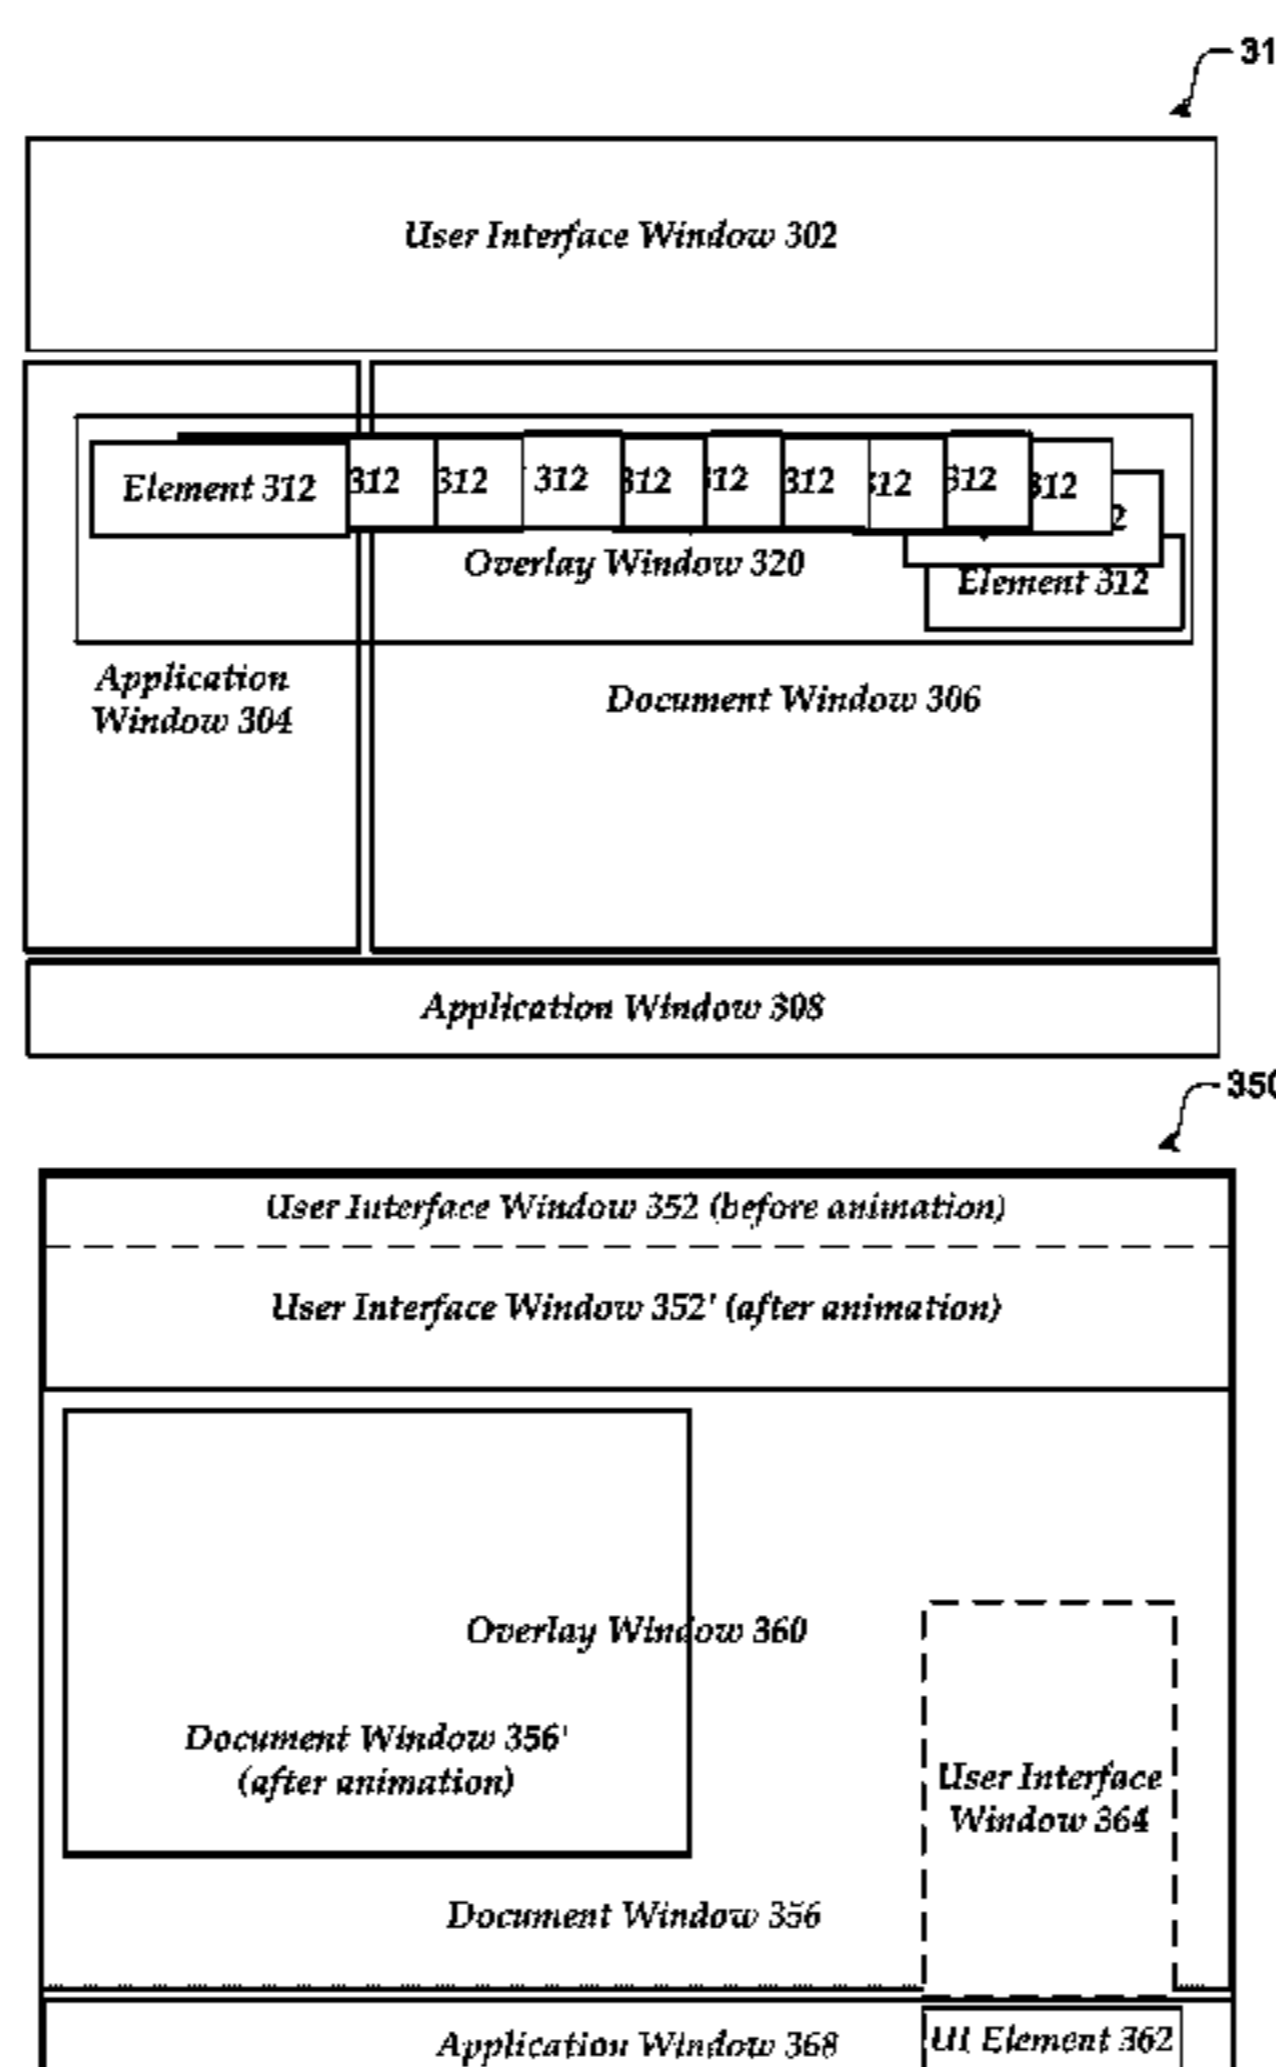 31
User Interface Window 302
Element 312 312 312 312 312 312 312 312 312 312
2
Overlay Window 320
Element 312
Application
Window 304
Document Window 306
Application Window 308
350
User Interface Window 352 (before animation)
User Interface Window 352' (after animation)
Overlay Window 360
Document Window 356'
(after animation)
User Interface
Window 364
Document Window 356
Application Window 368
UI Element 362